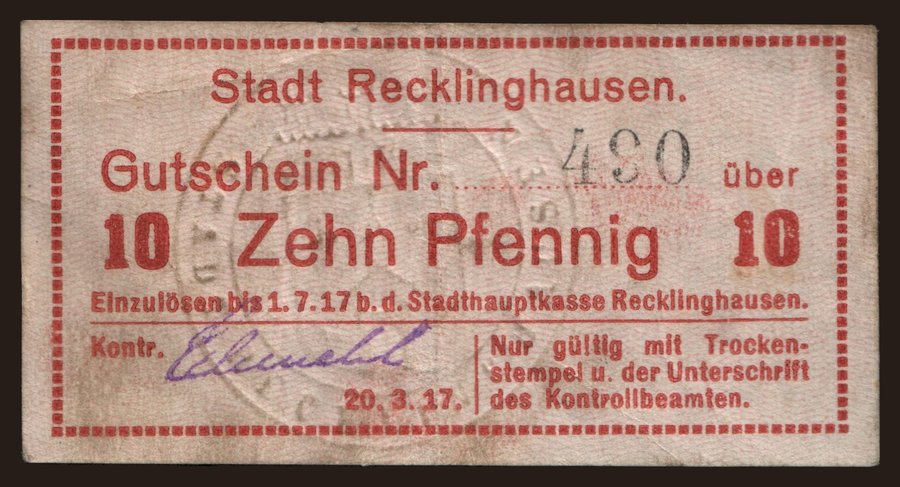 Stadt Recklinghausen.
Gutschein Nr. 490 über
10 Zehn Pfennig 10
Einzulösen bis 1.7.17 b. d. Stadthauptkasse Recklinghausen.
Kontr.
20.3.17.
Nur gültig mit Trocken-
stempel u. der Unterschrift
des Kontrollbeamten.